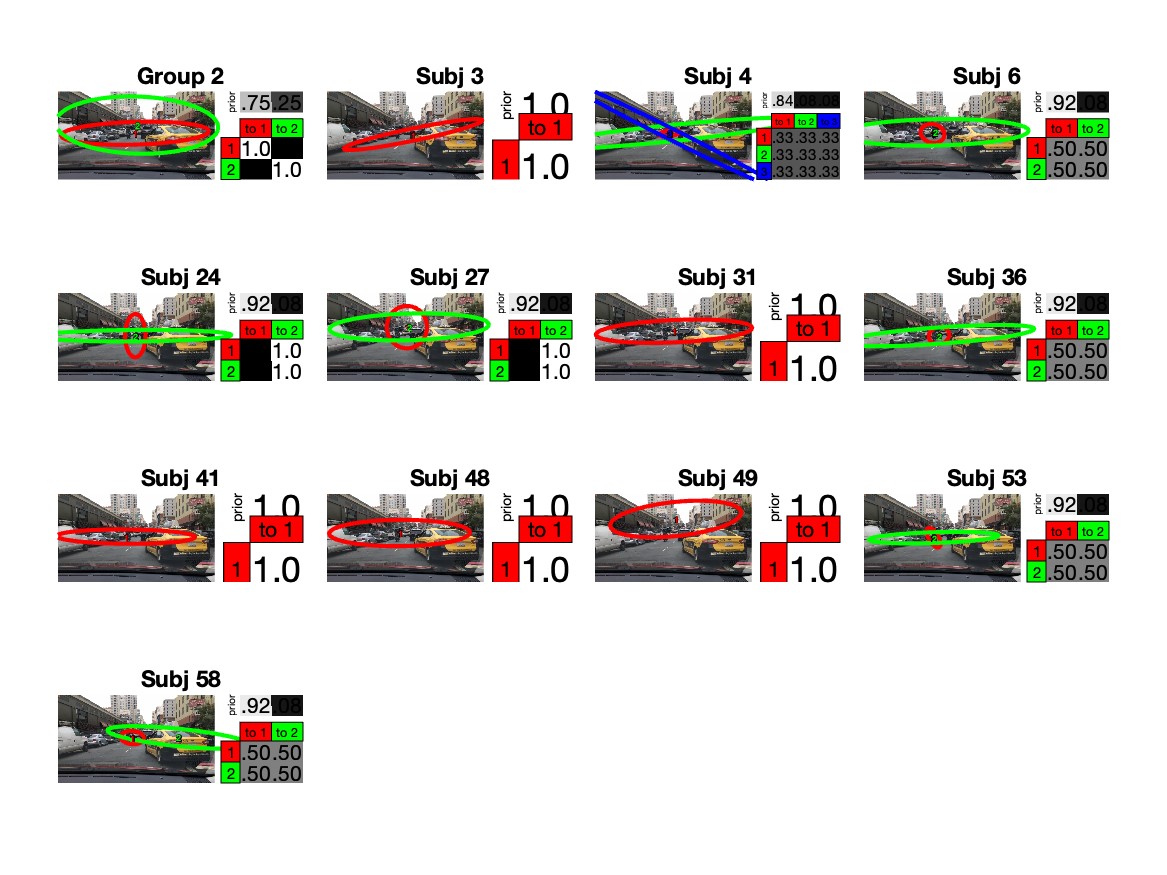 Group 2
prior .75 .25
to 1 to 2
1 1.0
2 1.0
Subj 3
1.0
to 1
1 1.0
Subj 4
prior .84 .08 .08
to 1 to 2
1 .33 .33 .33
2 .33 .33 .33
.33 .33 .33
Subj 6
prior .92 .08
to 1 to 2
1 .50 .50
2 .50 .50
Subj 24
prior .92 .08
to 1 to 2
1 1.0
2 1.0
Subj 27
prior .92 .08
to 1 to 2
1 1.0
2 1.0
Subj 31
prior 1.0
to 1
1 1.0
Subj 36
prior .92 .08
to 1 to 2
1 .50 .50
2 .50 .50
Subj 41
prior 1.0
to 1
1 1.0
Subj 48
prior 1.0
to 1
1 1.0
Subj 49
prior 1.0
to 1
1 1.0
Subj 53
prior .92 .08
to 1 to 2
1 .50 .50
2 .50 .50
Subj 58
prior .92 .08
to 1 to 2
1 .50 .50
2 .50 .50